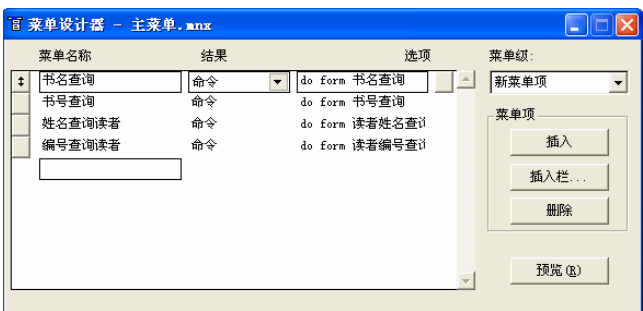 菜单设计器 - 主菜单.mnx
菜单名称 结果 选项 菜单级:
书名查询 命令 do form 书名查询 新菜单项
书号查询 命令 do form 书号查询
姓名查询读者 命令 do form 读者姓名查
编号查询读者 命令 do form 读者编号查
菜单项
插入
插入栏...
删除
预览(R)